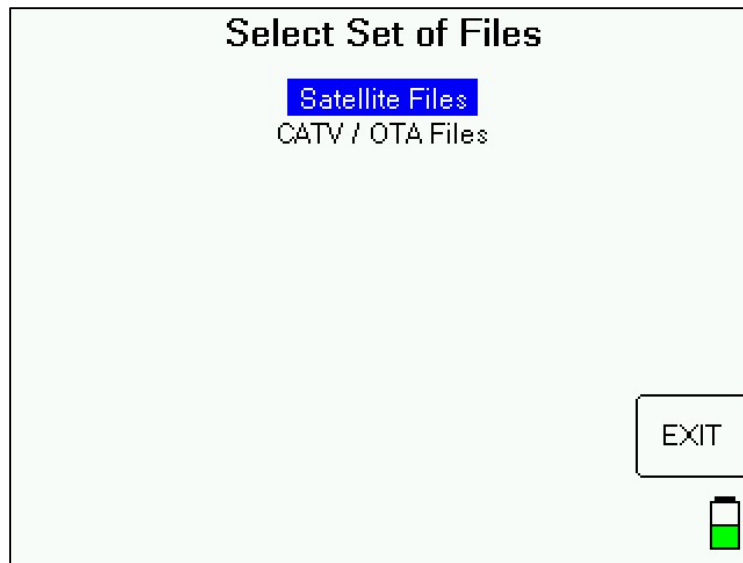 Select Set of Files
Satellite Files
CATV / OTA Files
EXIT